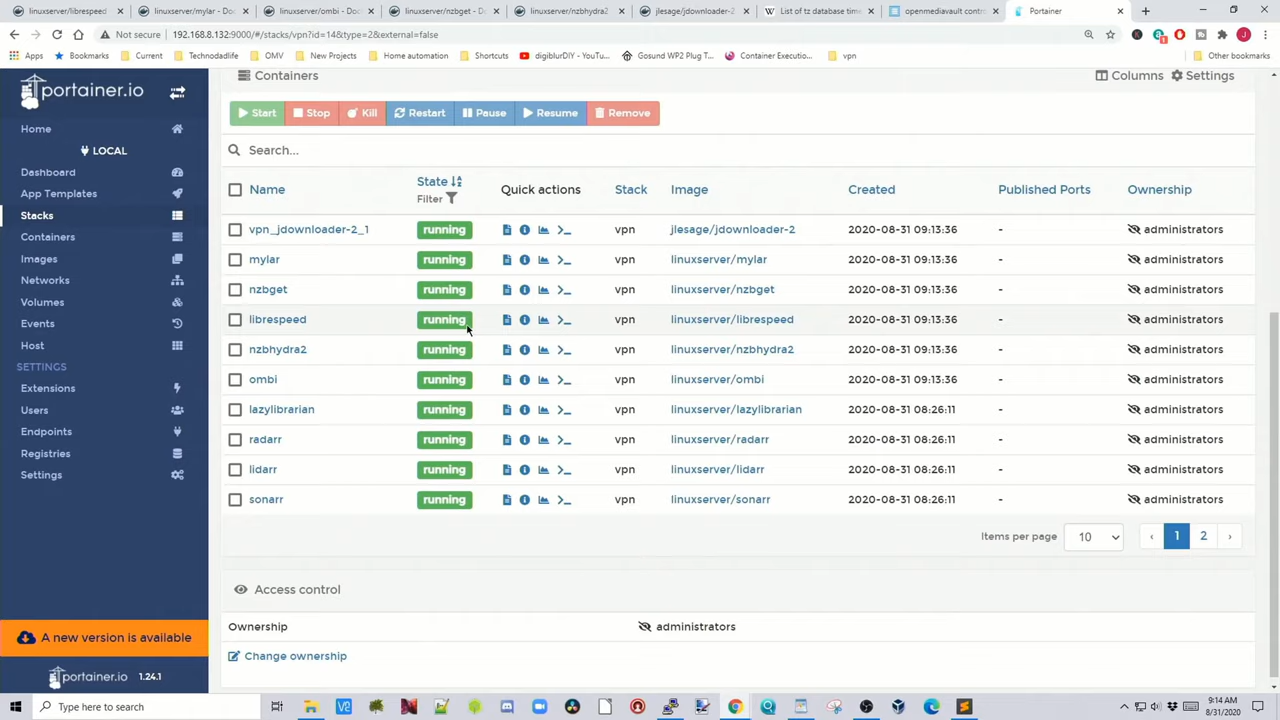 linuxserver/librespeed
linuxserver/mylar - Doc
linuxserver/ombi - Doc
linuxserver/nzbget - Do
linuxserver/nzbhydra2
jlesage/jdownloader-2
List of tz database time
openmediavault contr
Portainer
Not secure
192.168.8.132:9000/#/stacks/vpn?id=14&type=2&external=false
Apps
Bookmarks
Current
Technodadlife
OMV
New Projects
Home automation
Shortcuts
digiblurDIY - YouTu...
Gosund WP2 Plug T...
Container Executio...
vpn
Other bookmarks
portainer.io
Home
LOCAL
Dashboard
App Templates
Stacks
Containers
Images
Networks
Volumes
Events
Host
SETTINGS
Extensions
Users
Endpoints
Registries
Settings
A new version is available
portainer.io 1.24.1
Containers
Columns Settings
Start Stop Kill Restart Pause Resume Remove
Search...
Name State Filter Quick actions Stack Image Created Published Ports Ownership
vpn_jdownloader-2_1 running >_ vpn jlesage/jdownloader-2 2020-08-31 09:13:36 - administrators
mylar running >_ vpn linuxserver/mylar 2020-08-31 09:13:36 - administrators
nzbget running >_ vpn linuxserver/nzbget 2020-08-31 09:13:36 - administrators
librespeed running >_ vpn linuxserver/librespeed 2020-08-31 09:13:36 - administrators
nzbhydra2 running >_ vpn linuxserver/nzbhydra2 2020-08-31 09:13:36 - administrators
ombi running >_ vpn linuxserver/ombi 2020-08-31 09:13:36 - administrators
lazylibrarian running >_ vpn linuxserver/lazylibrarian 2020-08-31 08:26:11 - administrators
radarr running >_ vpn linuxserver/radarr 2020-08-31 08:26:11 - administrators
lidarr running >_ vpn linuxserver/lidarr 2020-08-31 08:26:11 - administrators
sonarr running >_ vpn linuxserver/sonarr 2020-08-31 08:26:11 - administrators
Items per page 10 ‹ 1 2 ›
Access control
Ownership administrators
Change ownership
Type here to search
9:14 AM
8/31/2020